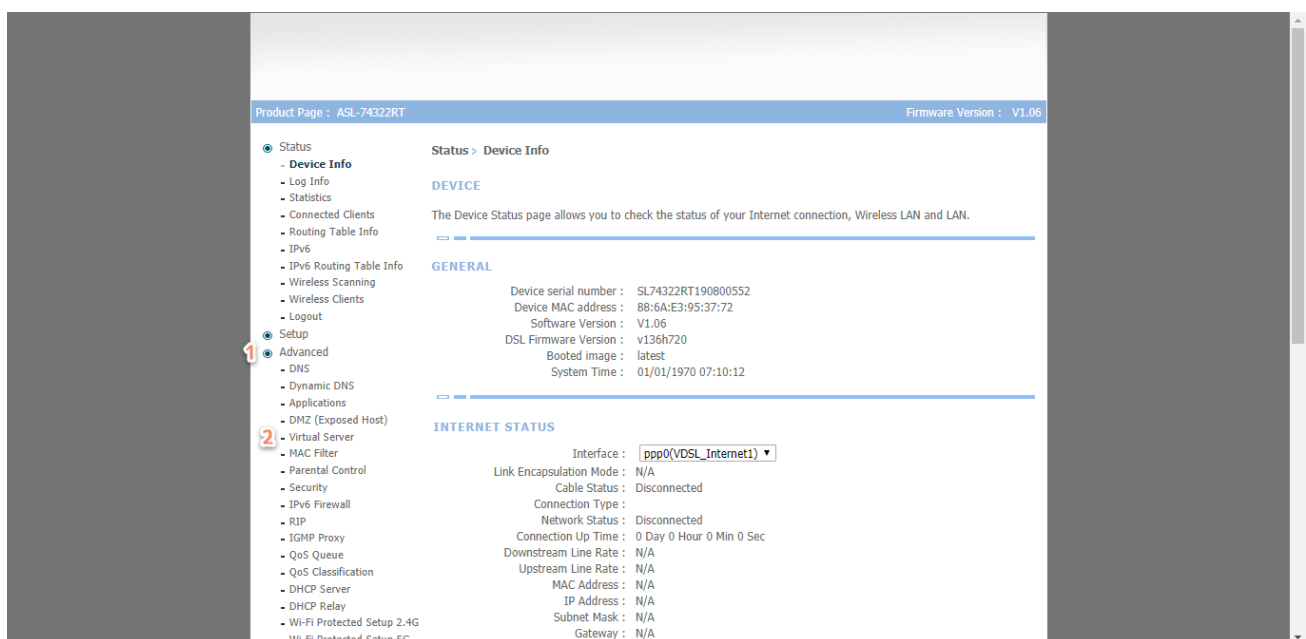 Product Page : ASL-74322RT Firmware Version : V1.06
Status
- Device Info
- Log Info
- Statistics
- Connected Clients
- Routing Table Info
- IPv6
- IPv6 Routing Table Info
- Wireless Scanning
- Wireless Clients
- Logout
Setup
1 Advanced
- DNS
- Dynamic DNS
- Applications
- DMZ (Exposed Host)
2 - Virtual Server
- MAC Filter
- Parental Control
- Security
- IPv6 Firewall
- RIP
- IGMP Proxy
- QoS Queue
- QoS Classification
- DHCP Server
- DHCP Relay
- Wi-Fi Protected Setup 2.4G
Wi-Fi Protected Setup 5G
Status > Device Info
DEVICE
The Device Status page allows you to check the status of your Internet connection, Wireless LAN and LAN.
GENERAL
Device serial number : SL74322RT190800552
Device MAC address : 88:6A:E3:95:37:72
Software Version : V1.06
DSL Firmware Version : v136h720
Booted image : latest
System Time : 01/01/1970 07:10:12
INTERNET STATUS
Interface : ppp0(VDSL_Internet1)
Link Encapsulation Mode : N/A
Cable Status : Disconnected
Connection Type :
Network Status : Disconnected
Connection Up Time : 0 Day 0 Hour 0 Min 0 Sec
Downstream Line Rate : N/A
Upstream Line Rate : N/A
MAC Address : N/A
IP Address : N/A
Subnet Mask : N/A
Gateway : N/A